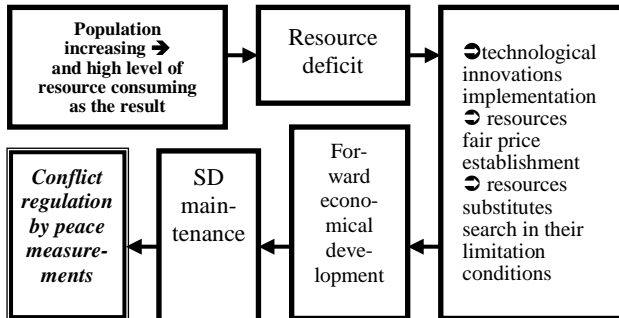 Population
increasing ➔
and high level of
resource consuming
as the result
Resource
deficit
➲technological
innovations
implementation
➲ resources
fair price
establishment
➲ resources
substitutes
search in their
limitation
conditions
For-
ward
econ-
omical
deve-
lopment
SD
main-
tenance
Conflict
regulation
by peace
measure-
ments